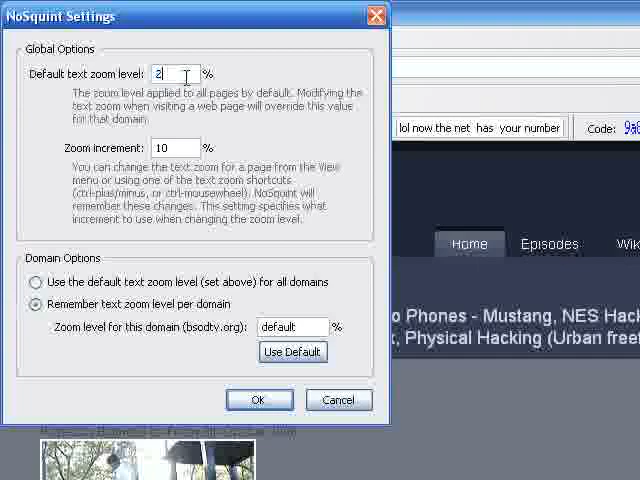 NoSquint Settings
Global Options
Default text zoom level: 2 %
The zoom level applied to all pages by default. Modifying the
text zoom when visiting a web page will override this value
for that domain.
Zoom increment: 10 %
You can change the text zoom for a page from the View
menu or using one of the text zoom shortcuts
(ctrl-plus/minus, or ctrl-mousewheel). NoSquint will
remember these changes. This setting specifies what
increment to use when changing the zoom level.
Domain Options
Use the default text zoom level (set above) for all domains
Remember text zoom level per domain
Zoom level for this domain (bsodtv.org): default %
Use Default
OK Cancel
lol now the net has your number Code:
Home Episodes Wik
o Phones - Mustang, NES Hack
, Physical Hacking (Urban freef